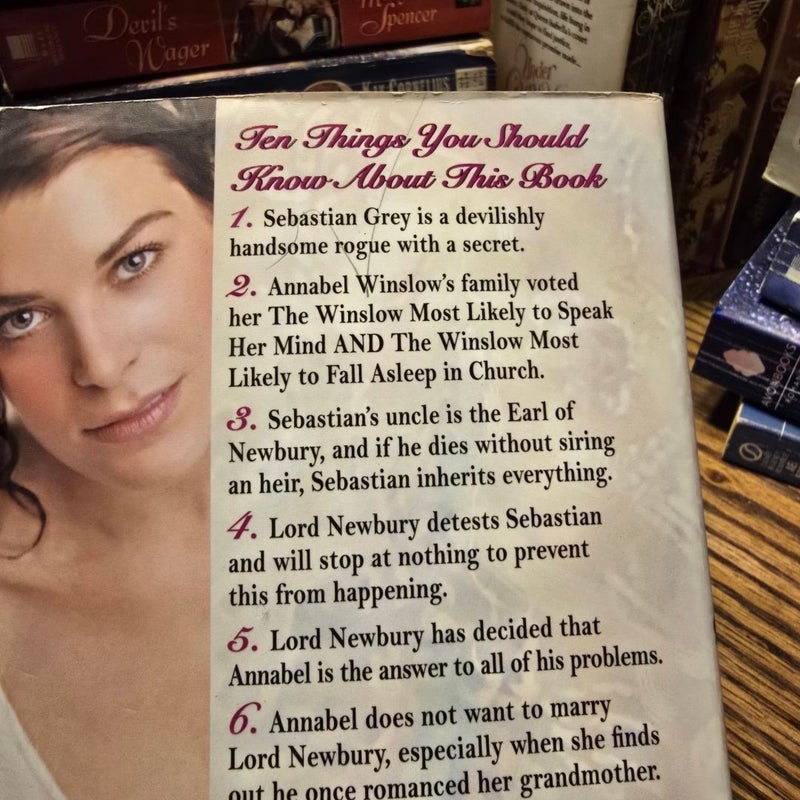 Devil's
Wager
Spencer
Kay Cornelius
Ten Things You Should
Know About This Book
1. Sebastian Grey is a devilishly
handsome rogue with a secret.
2. Annabel Winslow's family voted
her The Winslow Most Likely to Speak
Her Mind AND The Winslow Most
Likely to Fall Asleep in Church.
3. Sebastian's uncle is the Earl of
Newbury, and if he dies without siring
an heir, Sebastian inherits everything.
4. Lord Newbury detests Sebastian
and will stop at nothing to prevent
this from happening.
5. Lord Newbury has decided that
Annabel is the answer to all of his problems.
6. Annabel does not want to marry
Lord Newbury, especially when she finds
out he once romanced her grandmother.